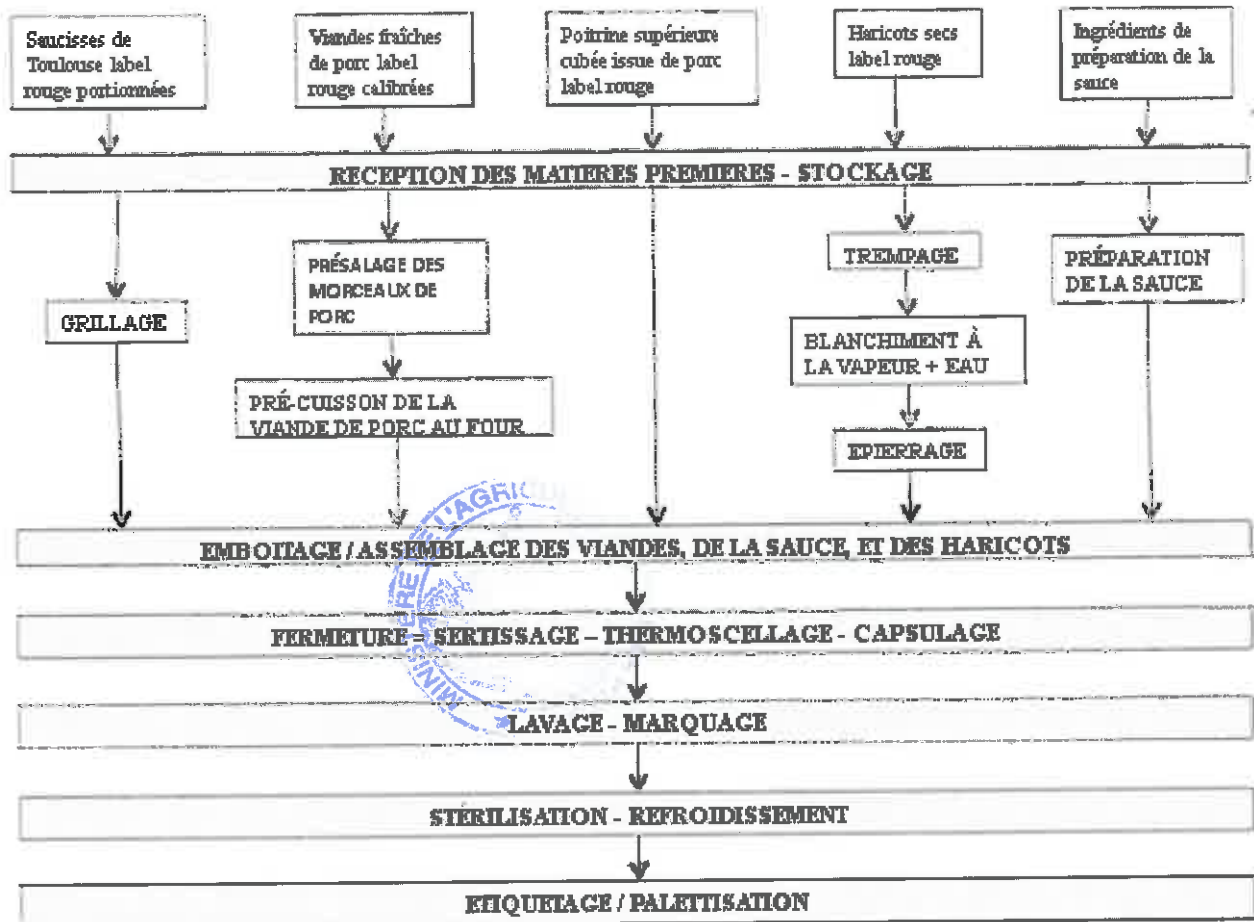 Saucisses de
Toulouse label
rouge portionnées
Viandes fraîches
de porc label
rouge calibrées
Poitrine supérieure
cubée issue de porc
label rouge
Haricots secs
label rouge
Ingrédients de
préparation de la
sauce
RECEPTION DES MATIERES PREMIERES - STOCKAGE
GRILLAGE
PRÉSALAGE DES
MORCEAUX DE
PORC
PRÉ-CUISSON DE LA
VIANDE DE PORC AU FOUR
TREMPAGE
BLANCHIMENT À
LA VAPEUR + EAU
EPIERRAGE
PRÉPARATION
DE LA SAUCE
EMBOITAGE / ASSEMBLAGE DES VIANDES, DE LA SAUCE, ET DES HARICOTS
FERMETURE = SERTISSAGE – THERMOSCELLAGE - CAPSULAGE
LAVAGE - MARQUAGE
STÉRILISATION - REFROIDISSEMENT
ETIQUETAGE / PALETTISATION
MINISTERE DE L'AGRICU